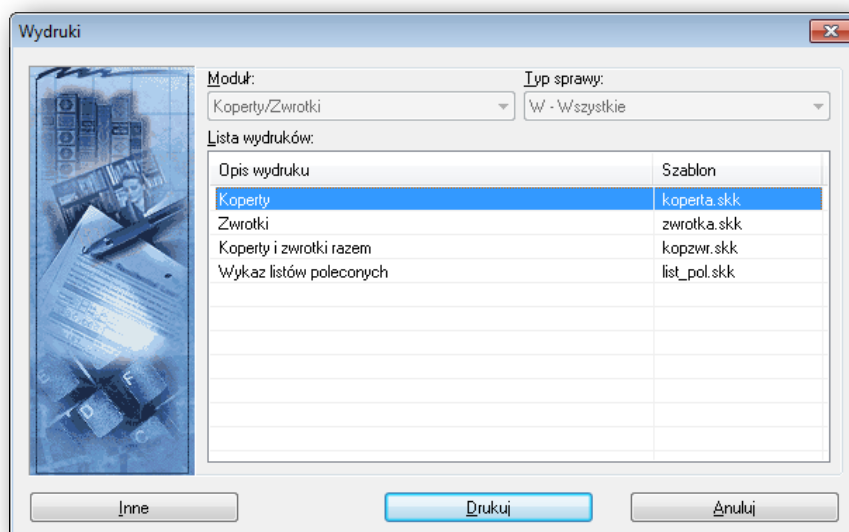 Wydruki
Moduł: Typ sprawy:
Koperty/Zwrotki W - Wszystkie
Lista wydruków:
Opis wydruku Szablon
Koperty koperta.skk
Zwrotki zwrotka.skk
Koperty i zwrotki razem kopzwr.skk
Wykaz listów poleconych list_pol.skk
Inne Drukuj Anuluj